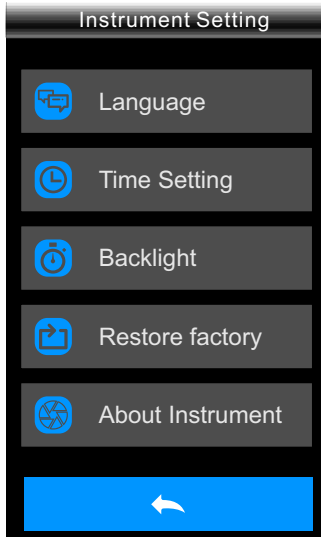 Instrument Setting
Language
Time Setting
Backlight
Restore factory
About Instrument